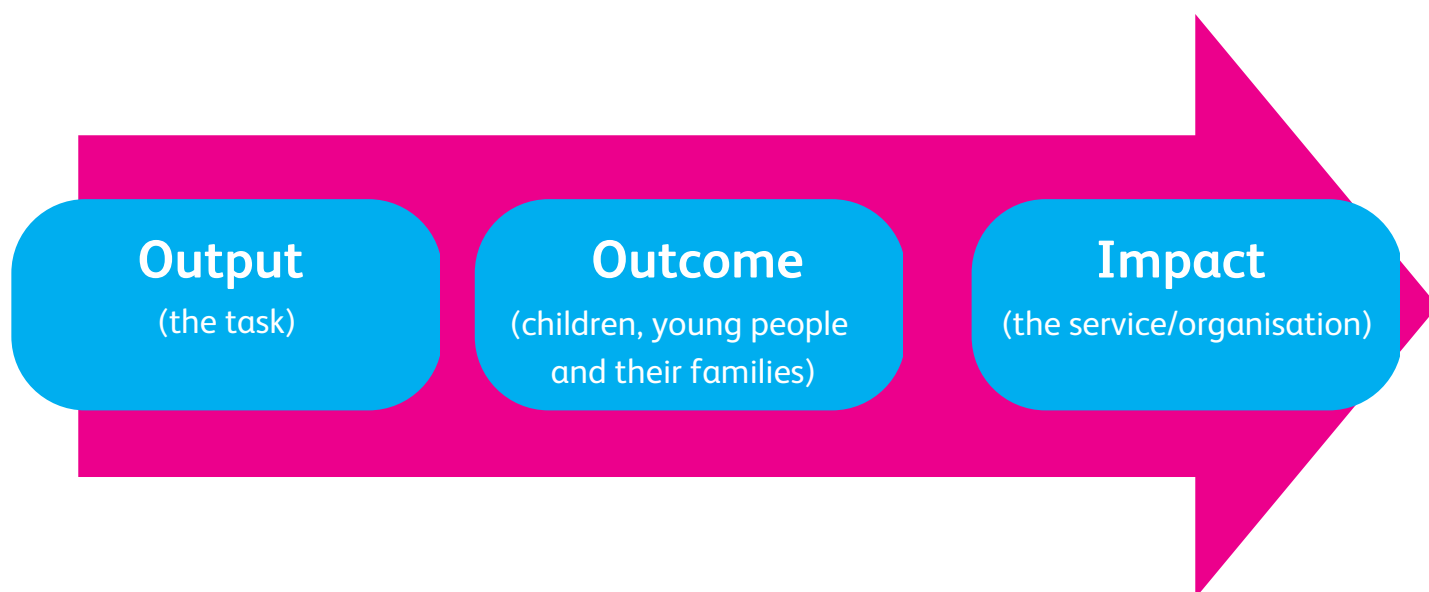 Output
(the task)
Outcome
(children, young people
and their families)
Impact
(the service/organisation)